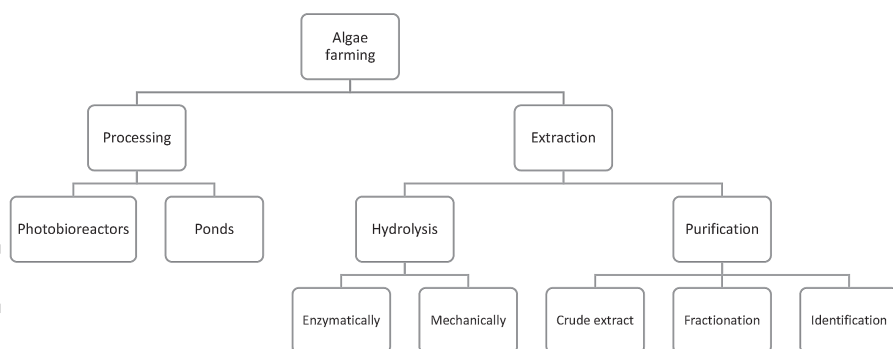 Algae
farming
Processing
Extraction
Photobioreactors
Ponds
Hydrolysis
Purification
Enzymatically
Mechanically
Crude extract
Fractionation
Identification